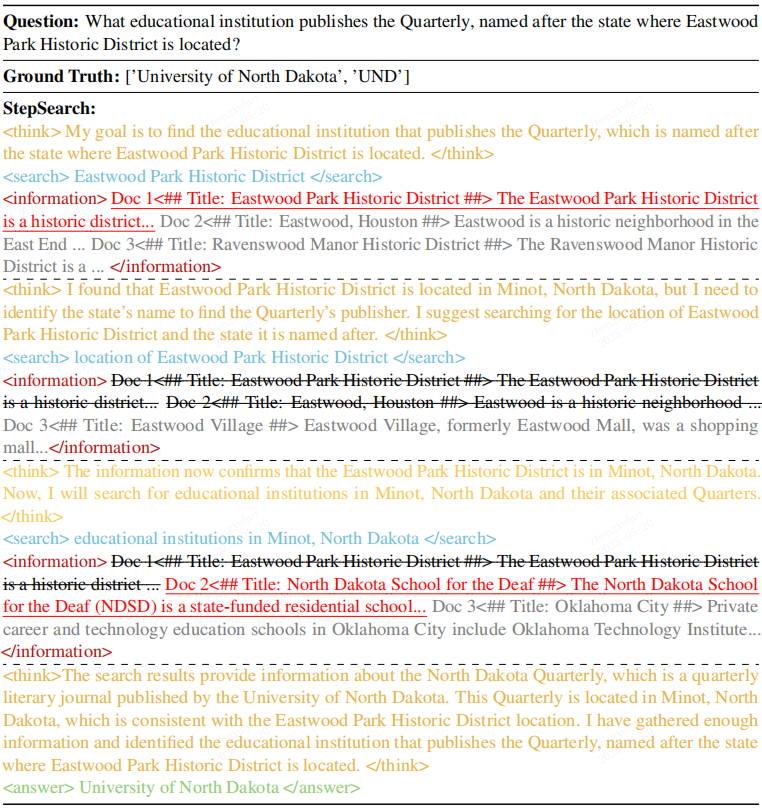 Question: What educational institution publishes the Quarterly, named after the state where Eastwood
Park Historic District is located?
Ground Truth: ['University of North Dakota', 'UND']
StepSearch:
<think> My goal is to find the educational institution that publishes the Quarterly, which is named after
the state where Eastwood Park Historic District is located. </think>
<search> Eastwood Park Historic District </search>
<information> Doc 1<## Title: Eastwood Park Historic District ##> The Eastwood Park Historic District
is a historic district... Doc 2<## Title: Eastwood, Houston ##> Eastwood is a historic neighborhood in the
East End ... Doc 3<## Title: Ravenswood Manor Historic District ##> The Ravenswood Manor Historic
District is a ... </information>
<think> I found that Eastwood Park Historic District is located in Minot, North Dakota, but I need to
identify the state's name to find the Quarterly's publisher. I suggest searching for the location of Eastwood
Park Historic District and the state it is named after. </think>
<search> location of Eastwood Park Historic District </search>
<information> Doc 1<## Title: Eastwood Park Historic District ##> The Eastwood Park Historic District
is a historic district... Doc 2<## Title: Eastwood, Houston ##> Eastwood is a historic neighborhood ...
Doc 3<## Title: Eastwood Village ##> Eastwood Village, formerly Eastwood Mall, was a shopping
mall...</information>
<think> The information now confirms that the Eastwood Park Historic District is in Minot, North Dakota.
Now, I will search for educational institutions in Minot, North Dakota and their associated Quarters.
</think>
<search> educational institutions in Minot, North Dakota </search>
<information> Doc 1<## Title: Eastwood Park Historic District ##> The Eastwood Park Historic District
is a historic district ... Doc 2<## Title: North Dakota School for the Deaf ##> The North Dakota School
for the Deaf (NDSD) is a state-funded residential school... Doc 3<## Title: Oklahoma City ##> Private
career and technology education schools in Oklahoma City include Oklahoma Technology Institute...
</information>
<think>The search results provide information about the North Dakota Quarterly, which is a quarterly
literary journal published by the University of North Dakota. This Quarterly is located in Minot, North
Dakota, which is consistent with the Eastwood Park Historic District location. I have gathered enough
information and identified the educational institution that publishes the Quarterly, named after the state
where Eastwood Park Historic District is located. </think>
<answer> University of North Dakota </answer>